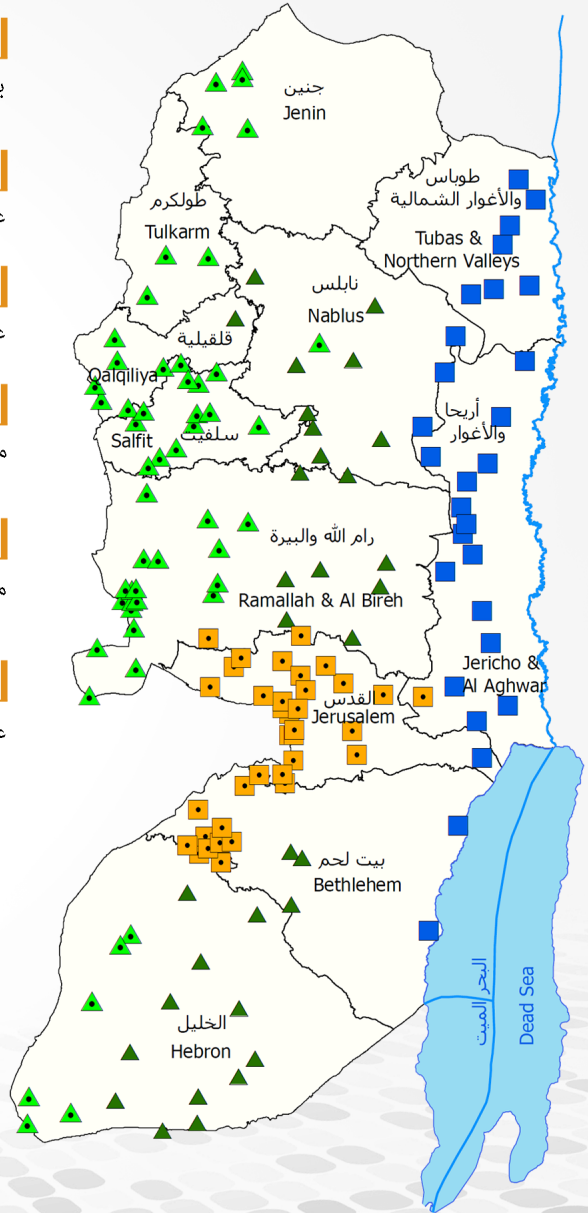 جنين
Jenin
طوباس
والأغوار الشمالية
Tubas &
Northern Valleys
طولكرم
Tulkarm
نابلس
Nablus
قلقيلية
Qalqiliya
أريحا
والأغوار
سلفيت
Salfit
رام الله والبيرة
Ramallah & Al Bireh
Jericho &
Al Aghwar
القدس
Jerusalem
بيت لحم
Bethlehem
البحر الميت
Dead Sea
الخليل
Hebron